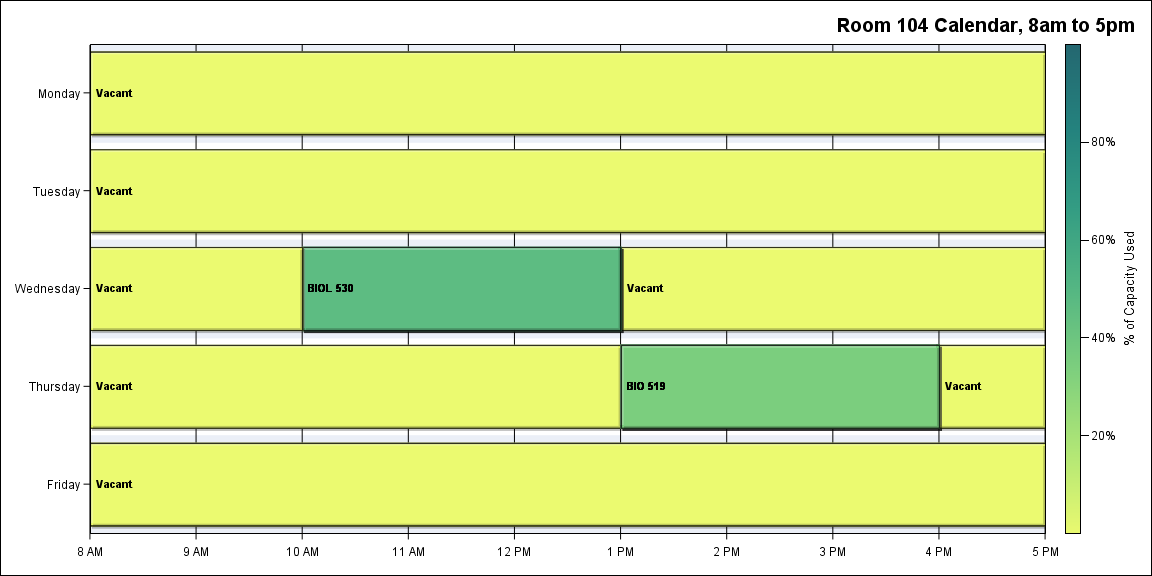 Room 104 Calendar, 8am to 5pm
Monday
Vacant
Tuesday
Vacant
Wednesday
Vacant
BIOL 530
Vacant
Thursday
Vacant
BIO 519
Vacant
Friday
Vacant
8 AM
9 AM
10 AM
11 AM
12 PM
1 PM
2 PM
3 PM
4 PM
5 PM
80%
60%
40%
20%
% of Capacity Used